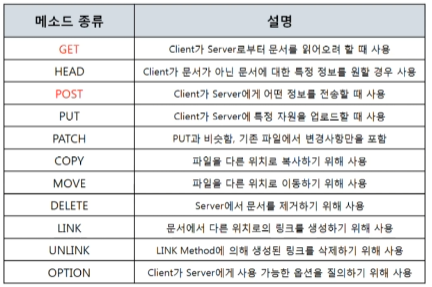 메소드 종류 설명
GET Client가 Server로부터 문서를 읽어오려 할 때 사용
HEAD Client가 문서가 아닌 문서에 대한 특정 정보를 원할 경우 사용
POST Client가 Server에게 어떤 정보를 전송할 때 사용
PUT Client가 Server에 특정 자원을 업로드할 때 사용
PATCH PUT과 비슷함, 기존 파일에서 변경사항만을 포함
COPY 파일을 다른 위치로 복사하기 위해 사용
MOVE 파일을 다른 위치로 이동하기 위해 사용
DELETE Server에서 문서를 제거하기 위해 사용
LINK 문서에서 다른 위치로의 링크를 생성하기 위해 사용
UNLINK LINK Method에 의해 생성된 링크를 삭제하기 위해 사용
OPTION Client가 Server에게 사용 가능한 옵션을 질의하기 위해 사용